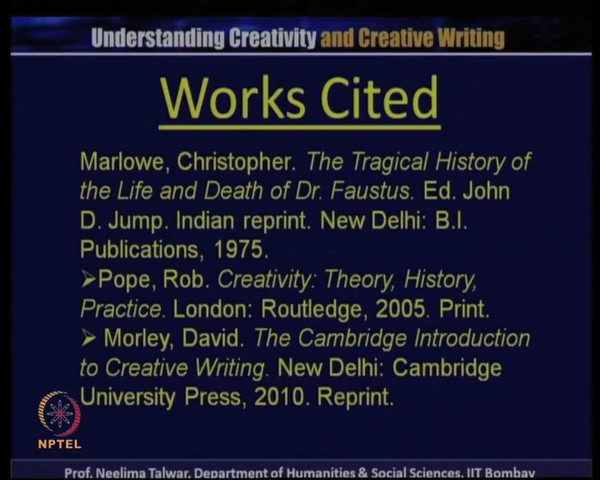 Understanding Creativity and Creative Writing
Works Cited
Marlowe, Christopher. The Tragical History of
the Life and Death of Dr. Faustus. Ed. John
D. Jump. Indian reprint. New Delhi: B.I.
Publications, 1975.
➢Pope, Rob. Creativity: Theory, History,
Practice. London: Routledge, 2005. Print.
➢ Morley, David. The Cambridge Introduction
to Creative Writing. New Delhi: Cambridge
University Press, 2010. Reprint.
NPTEL
Prof. Neelima Talwar, Department of Humanities & Social Sciences, IIT Bombay